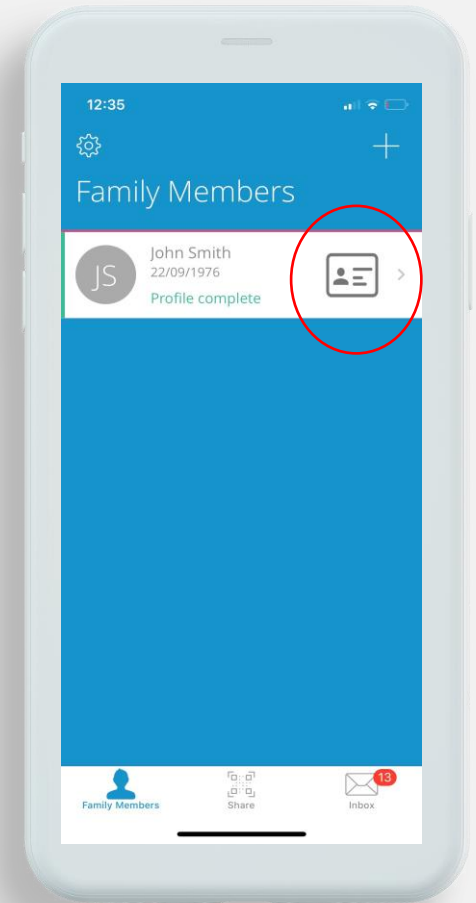 12:35
Family Members
JS
John Smith
22/09/1976
Profile complete
13
Family Members
Share
Inbox